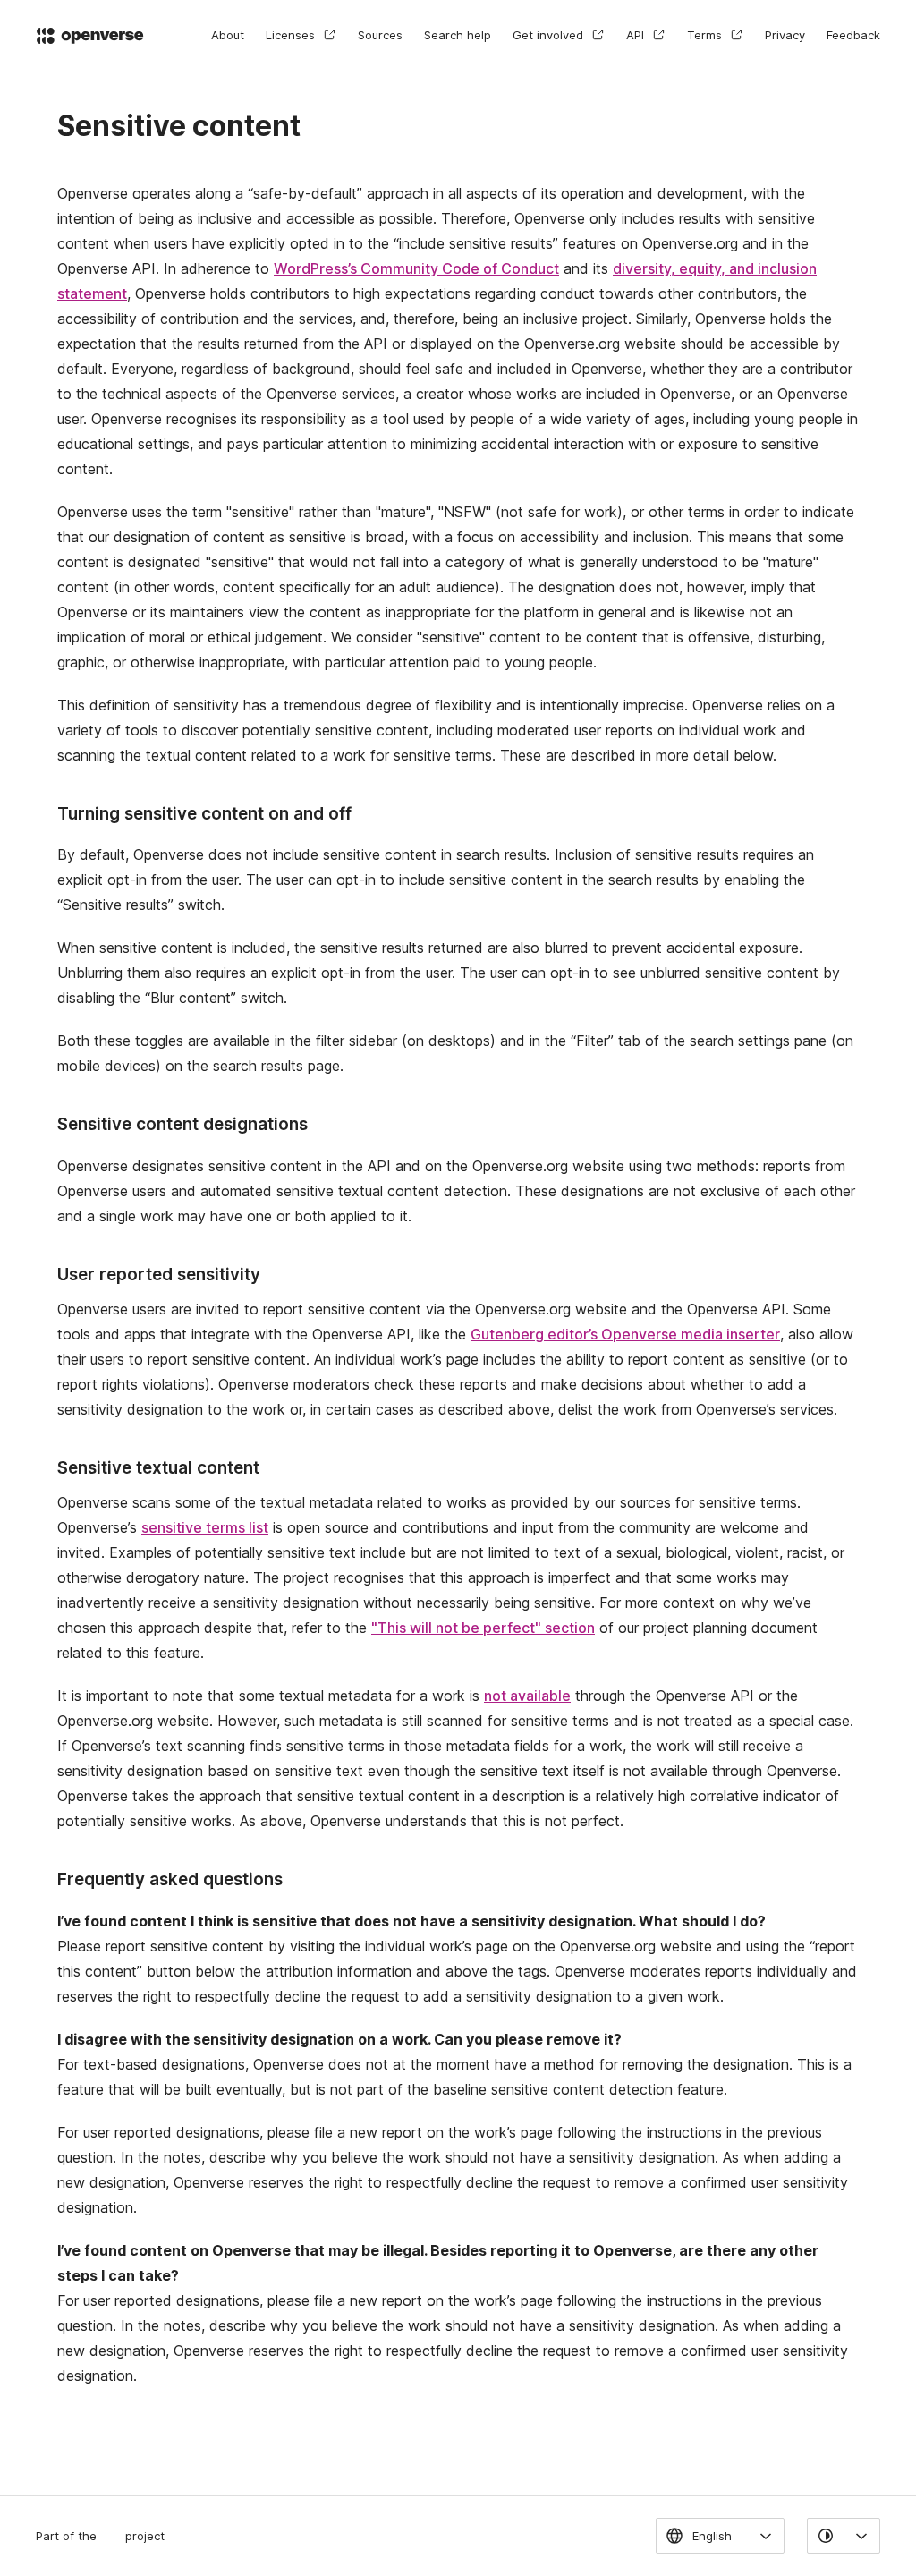 openverse
About
Licenses
Sources
Search help
Get involved
API
Terms
Privacy
Feedback
Sensitive content
Openverse operates along a “safe-by-default” approach in all aspects of its operation and development, with the
intention of being as inclusive and accessible as possible. Therefore, Openverse only includes results with sensitive
content when users have explicitly opted in to the “include sensitive results” features on Openverse.org and in the
Openverse API. In adherence to WordPress’s Community Code of Conduct and its diversity, equity, and inclusion
statement, Openverse holds contributors to high expectations regarding conduct towards other contributors, the
accessibility of contribution and the services, and, therefore, being an inclusive project. Similarly, Openverse holds the
expectation that the results returned from the API or displayed on the Openverse.org website should be accessible by
default. Everyone, regardless of background, should feel safe and included in Openverse, whether they are a contributor
to the technical aspects of the Openverse services, a creator whose works are included in Openverse, or an Openverse
user. Openverse recognises its responsibility as a tool used by people of a wide variety of ages, including young people in
educational settings, and pays particular attention to minimizing accidental interaction with or exposure to sensitive
content.
Openverse uses the term "sensitive" rather than "mature", "NSFW" (not safe for work), or other terms in order to indicate
that our designation of content as sensitive is broad, with a focus on accessibility and inclusion. This means that some
content is designated "sensitive" that would not fall into a category of what is generally understood to be "mature"
content (in other words, content specifically for an adult audience). The designation does not, however, imply that
Openverse or its maintainers view the content as inappropriate for the platform in general and is likewise not an
implication of moral or ethical judgement. We consider "sensitive" content to be content that is offensive, disturbing,
graphic, or otherwise inappropriate, with particular attention paid to young people.
This definition of sensitivity has a tremendous degree of flexibility and is intentionally imprecise. Openverse relies on a
variety of tools to discover potentially sensitive content, including moderated user reports on individual work and
scanning the textual content related to a work for sensitive terms. These are described in more detail below.
Turning sensitive content on and off
By default, Openverse does not include sensitive content in search results. Inclusion of sensitive results requires an
explicit opt-in from the user. The user can opt-in to include sensitive content in the search results by enabling the
“Sensitive results” switch.
When sensitive content is included, the sensitive results returned are also blurred to prevent accidental exposure.
Unblurring them also requires an explicit opt-in from the user. The user can opt-in to see unblurred sensitive content by
disabling the “Blur content” switch.
Both these toggles are available in the filter sidebar (on desktops) and in the “Filter” tab of the search settings pane (on
mobile devices) on the search results page.
Sensitive content designations
Openverse designates sensitive content in the API and on the Openverse.org website using two methods: reports from
Openverse users and automated sensitive textual content detection. These designations are not exclusive of each other
and a single work may have one or both applied to it.
User reported sensitivity
Openverse users are invited to report sensitive content via the Openverse.org website and the Openverse API. Some
tools and apps that integrate with the Openverse API, like the Gutenberg editor’s Openverse media inserter, also allow
their users to report sensitive content. An individual work’s page includes the ability to report content as sensitive (or to
report rights violations). Openverse moderators check these reports and make decisions about whether to add a
sensitivity designation to the work or, in certain cases as described above, delist the work from Openverse’s services.
Sensitive textual content
Openverse scans some of the textual metadata related to works as provided by our sources for sensitive terms.
Openverse’s sensitive terms list is open source and contributions and input from the community are welcome and
invited. Examples of potentially sensitive text include but are not limited to text of a sexual, biological, violent, racist, or
otherwise derogatory nature. The project recognises that this approach is imperfect and that some works may
inadvertently receive a sensitivity designation without necessarily being sensitive. For more context on why we’ve
chosen this approach despite that, refer to the "This will not be perfect" section of our project planning document
related to this feature.
It is important to note that some textual metadata for a work is not available through the Openverse API or the
Openverse.org website. However, such metadata is still scanned for sensitive terms and is not treated as a special case.
If Openverse’s text scanning finds sensitive terms in those metadata fields for a work, the work will still receive a
sensitivity designation based on sensitive text even though the sensitive text itself is not available through Openverse.
Openverse takes the approach that sensitive textual content in a description is a relatively high correlative indicator of
potentially sensitive works. As above, Openverse understands that this is not perfect.
Frequently asked questions
I’ve found content I think is sensitive that does not have a sensitivity designation. What should I do?
Please report sensitive content by visiting the individual work’s page on the Openverse.org website and using the “report
this content” button below the attribution information and above the tags. Openverse moderates reports individually and
reserves the right to respectfully decline the request to add a sensitivity designation to a given work.
I disagree with the sensitivity designation on a work. Can you please remove it?
For text-based designations, Openverse does not at the moment have a method for removing the designation. This is a
feature that will be built eventually, but is not part of the baseline sensitive content detection feature.
For user reported designations, please file a new report on the work’s page following the instructions in the previous
question. In the notes, describe why you believe the work should not have a sensitivity designation. As when adding a
new designation, Openverse reserves the right to respectfully decline the request to remove a confirmed user sensitivity
designation.
I’ve found content on Openverse that may be illegal. Besides reporting it to Openverse, are there any other
steps I can take?
For user reported designations, please file a new report on the work’s page following the instructions in the previous
question. In the notes, describe why you believe the work should not have a sensitivity designation. As when adding a
new designation, Openverse reserves the right to respectfully decline the request to remove a confirmed user sensitivity
designation.
Part of the project
English